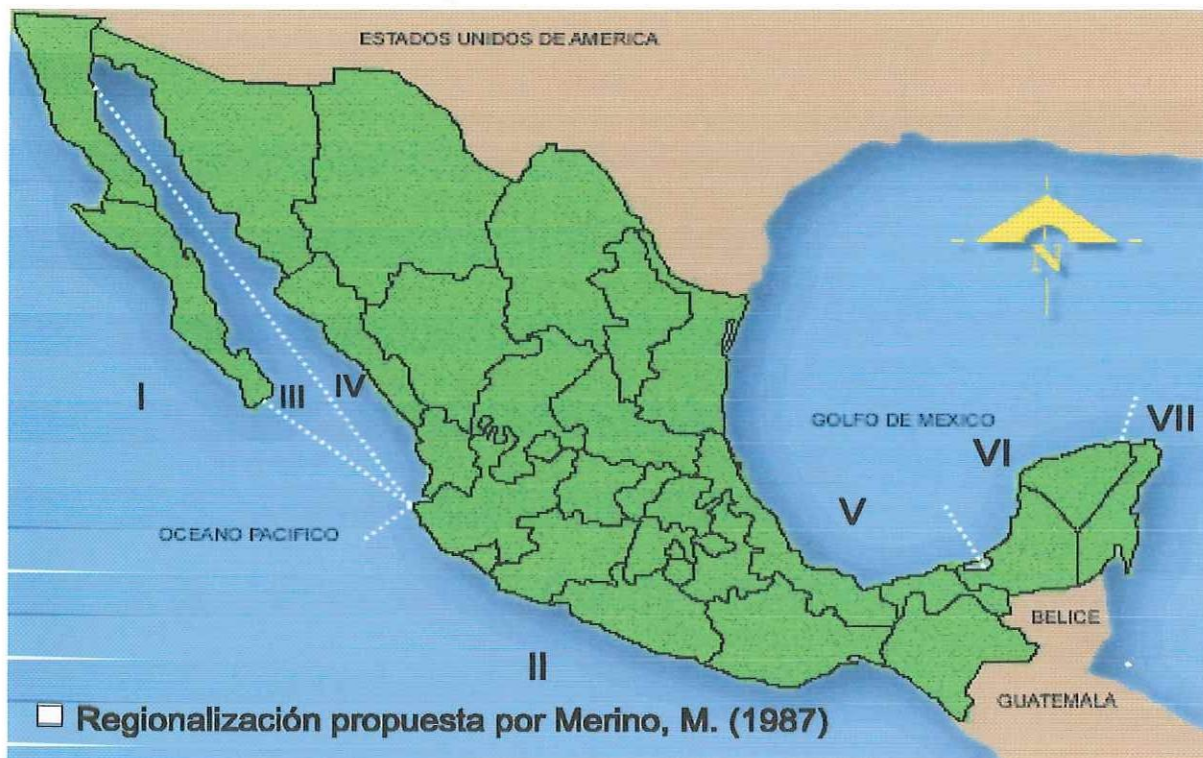 ESTADOS UNIDOS DE AMERICA
N
I
III
IV
GOLFO DE MEXICO
VII
VI
V
OCEANO PACIFICO
BELICE
II
GUATEMALA
Regionalización propuesta por Merino, M. (1987)